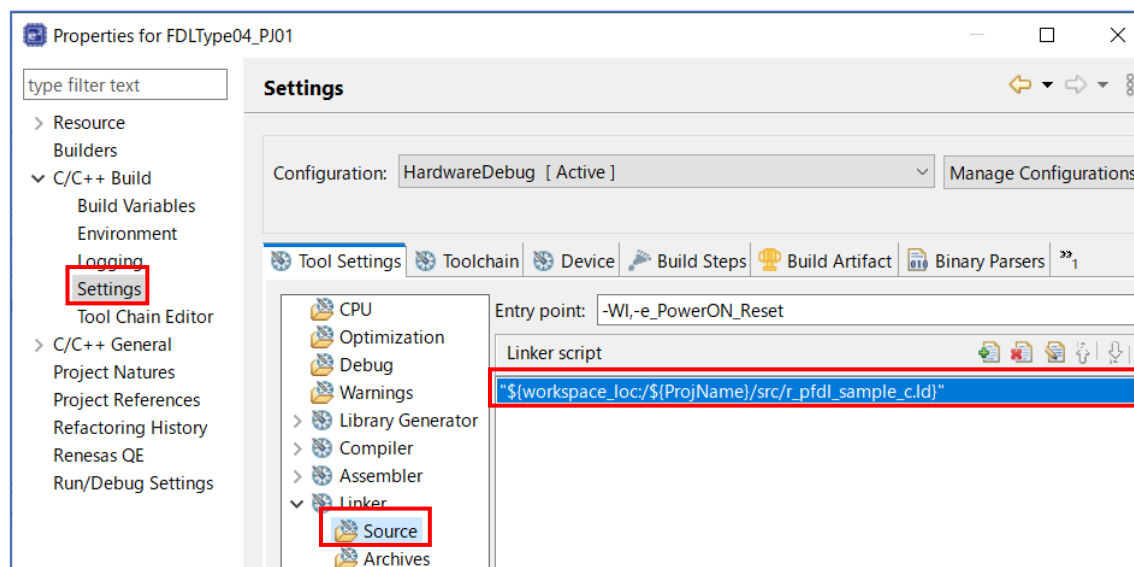 Properties for FDLType04_PJ01
type filter text
Settings
Resource
Builders
C/C++ Build
Build Variables
Environment
Logging
Settings
Tool Chain Editor
C/C++ General
Project Natures
Project References
Refactoring History
Renesas QE
Run/Debug Settings
Configuration: HardwareDebug [ Active ] Manage Configurations
Tool Settings Toolchain Device Build Steps Build Artifact Binary Parsers »1
CPU
Optimization
Debug
Warnings
Library Generator
Compiler
Assembler
Linker
Source
Archives
Entry point: -Wl,-e_PowerON_Reset
Linker script
"${workspace_loc:/${ProjName}/src/r_pfdl_sample_c.ld}"